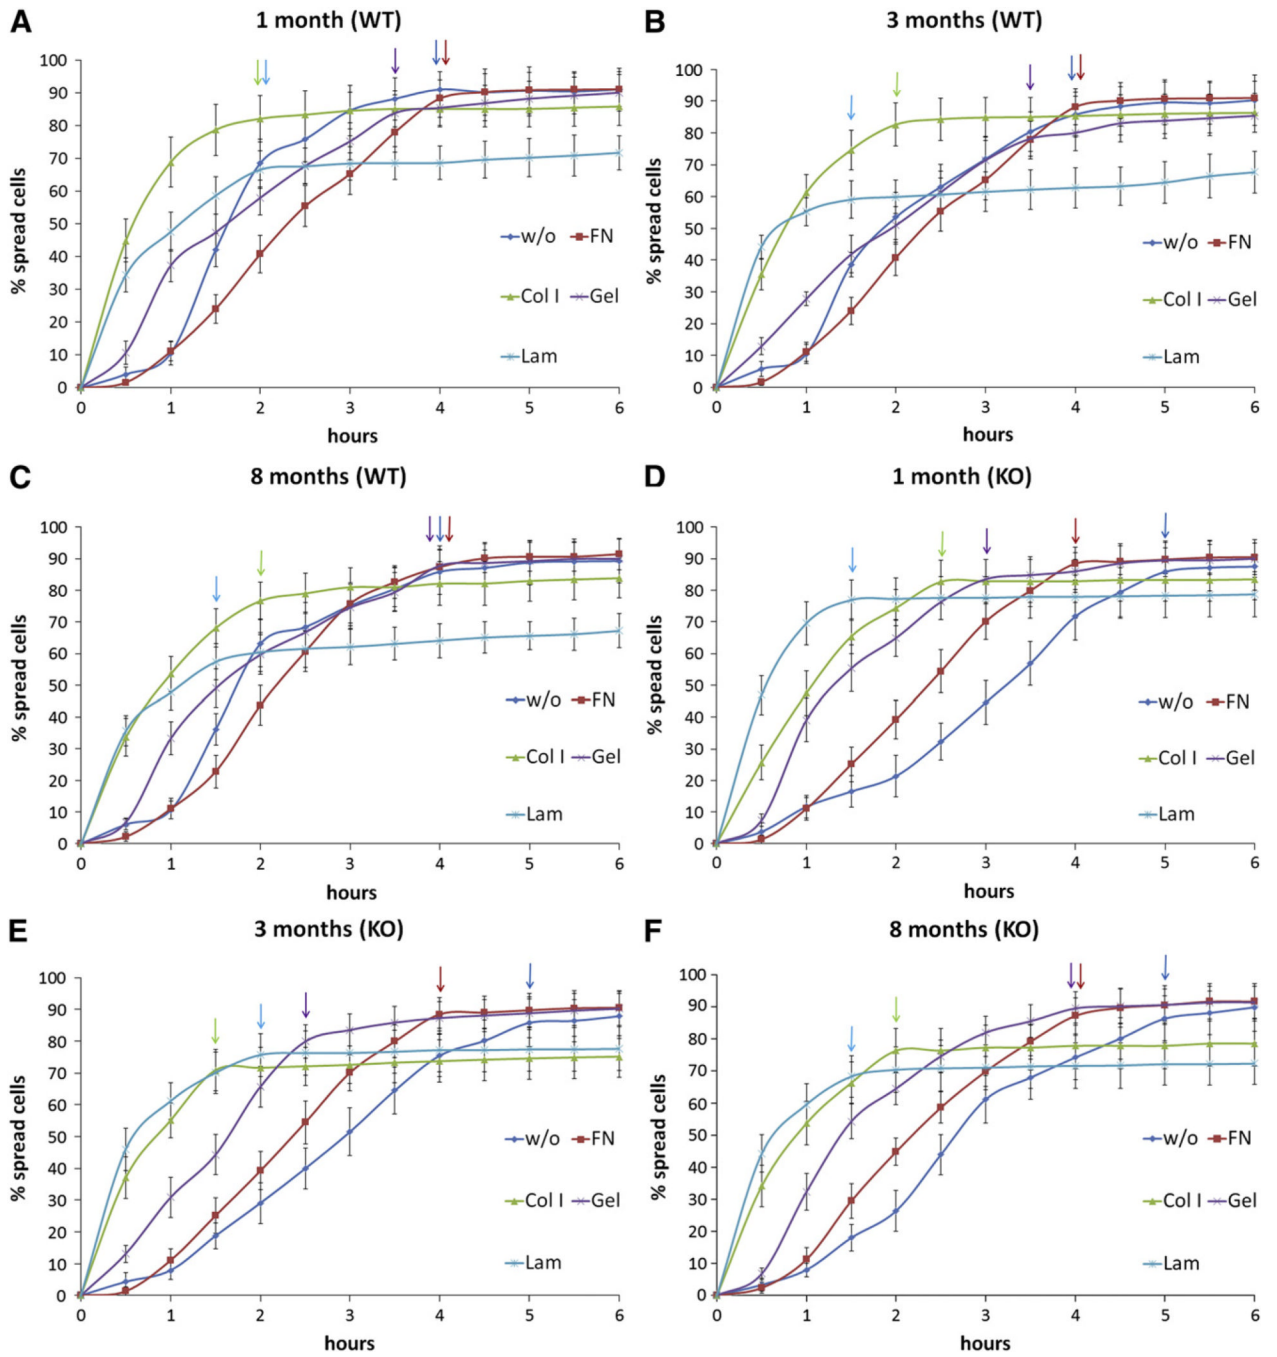 A
1 month (WT)
% spread cells
100
90
80
70
60
50
40
30
20
10
0
0 1 2 3 4 5 6
hours
w/o FN
Col I Gel
Lam
B
3 months (WT)
% spread cells
100
90
80
70
60
50
40
30
20
10
0
0 1 2 3 4 5 6
hours
w/o FN
Col I Gel
Lam
C
8 months (WT)
% spread cells
100
90
80
70
60
50
40
30
20
10
0
0 1 2 3 4 5 6
hours
w/o FN
Col I Gel
Lam
D
1 month (KO)
% spead cells
100
90
80
70
60
50
40
30
20
10
0
0 1 2 3 4 5 6
hours
w/o FN
Col I Gel
Lam
E
3 months (KO)
% spread cells
100
90
80
70
60
50
40
30
20
10
0
0 1 2 3 4 5 6
hours
w/o FN
Col I Gel
Lam
F
8 months (KO)
% spread cells
100
90
80
70
60
50
40
30
20
10
0
0 1 2 3 4 5 6
hours
w/o FN
Col I Gel
Lam